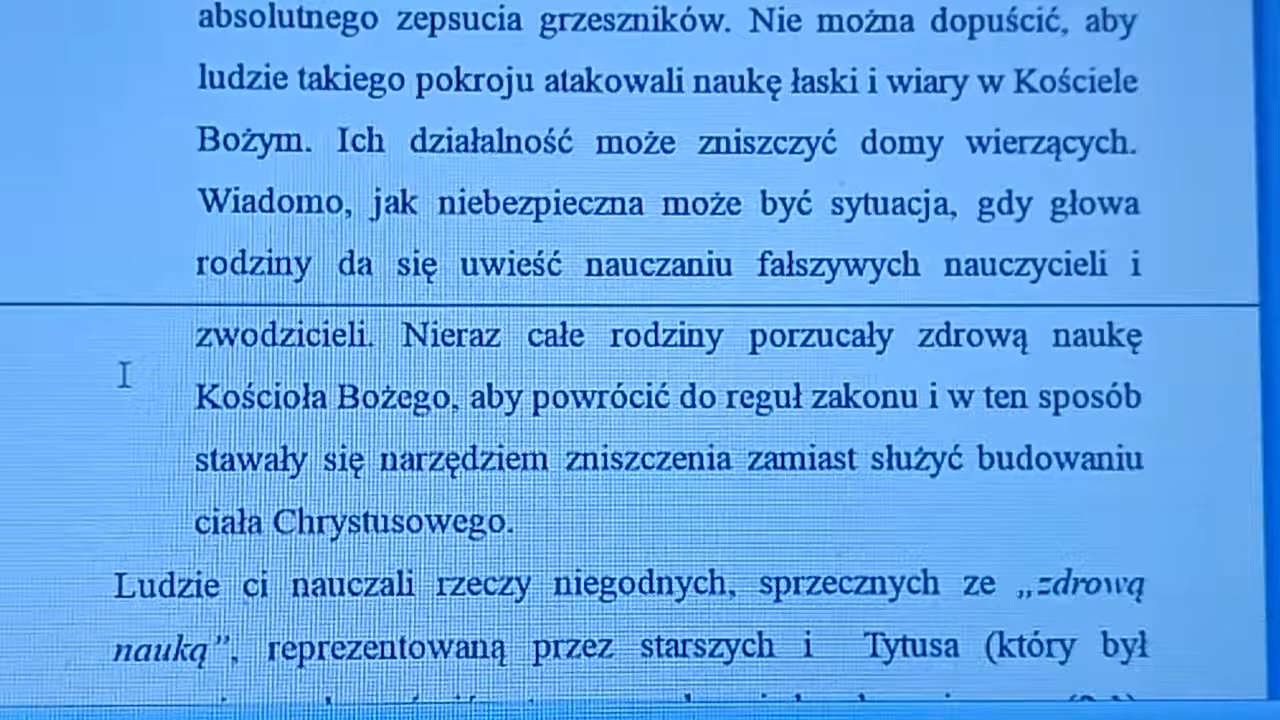 absolutnego zepsucia grzeszników. Nie można dopuścić, aby
ludzie takiego pokroju atakowali naukę łaski i wiary w Kościele
Bożym. Ich działalność może zniszczyć domy wierzących.
Wiadomo, jak niebezpieczna może być sytuacja, gdy głowa
rodziny da się uwieść nauczaniu fałszywych nauczycieli i
zwodzicieli. Nieraz całe rodziny porzucały zdrową naukę
Kościoła Bożego, aby powrócić do reguł zakonu i w ten sposób
stawały się narzędziem zniszczenia zamiast służyć budowaniu
ciała Chrystusowego.
Ludzie ci nauczali rzeczy niegodnych, sprzecznych ze „zdrową
nauką”, reprezentowaną przez starszych i Tytusa (który był